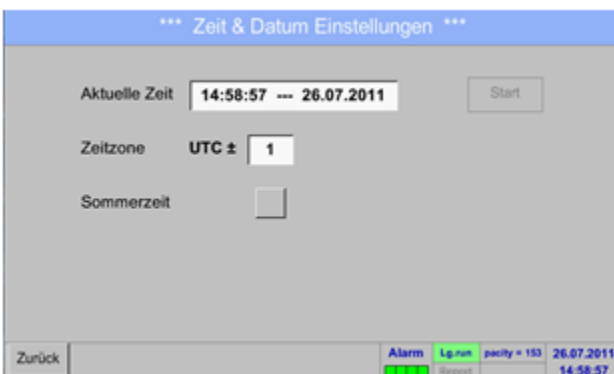 *** Zeit & Datum Einstellungen ***
Aktuelle Zeit 14:58:57 --- 26.07.2011 Start
Zeitzone UTC ± 1
Sommerzeit
Zurück Alarm Lg.run pacity = 153 26.07.2011
Report 14:58:57